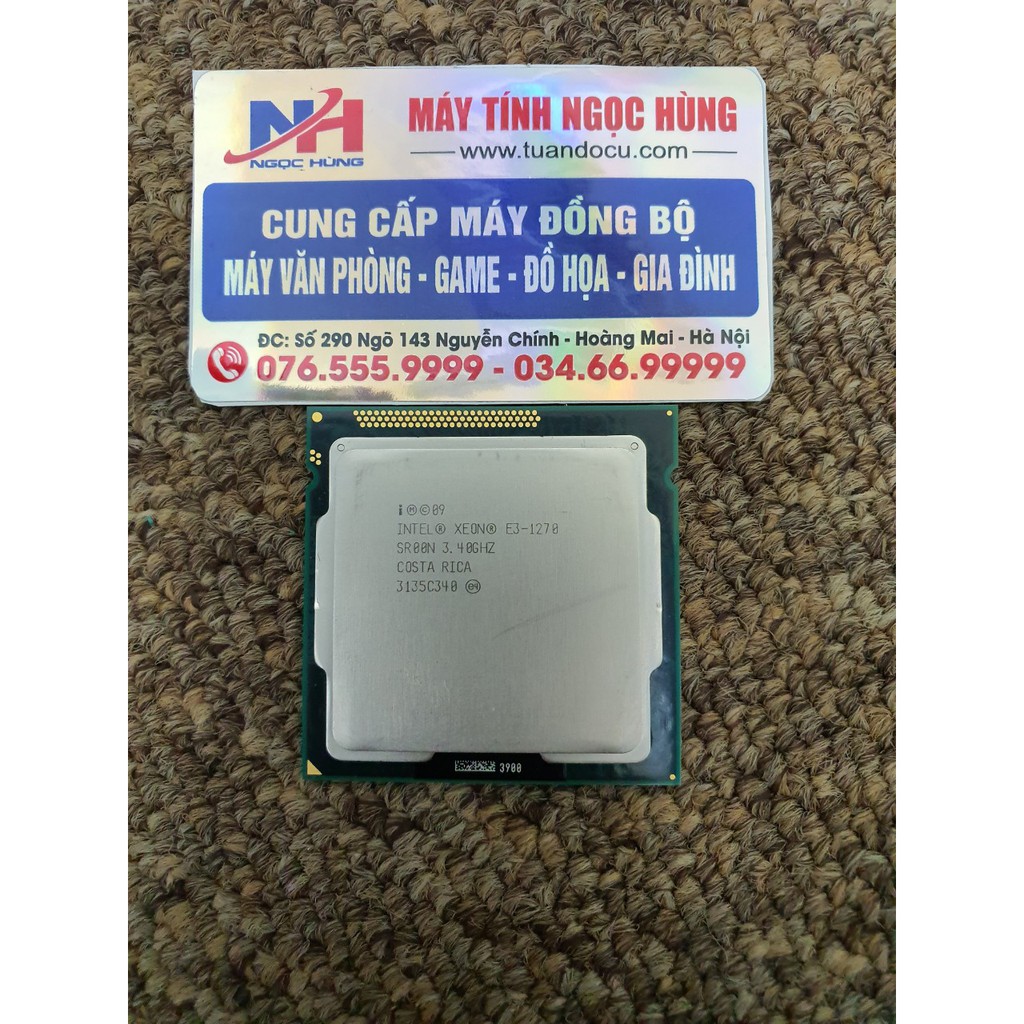 NH
NGỌC HÙNG
MÁY TÍNH NGỌC HÙNG
www.tuandocu.com
CUNG CẤP MÁY ĐỒNG BỘ
MÁY VĂN PHÒNG - GAME - ĐỒ HỌA - GIA ĐÌNH
ĐC: Số 290 Ngõ 143 Nguyễn Chính - Hoàng Mai - Hà Nội
076.555.9999 - 034.66.99999
i Ⓜ ©09
INTEL® XEON® E3-1270
SR00N 3.40GHZ
COSTA RICA
3135C340 e4
3900